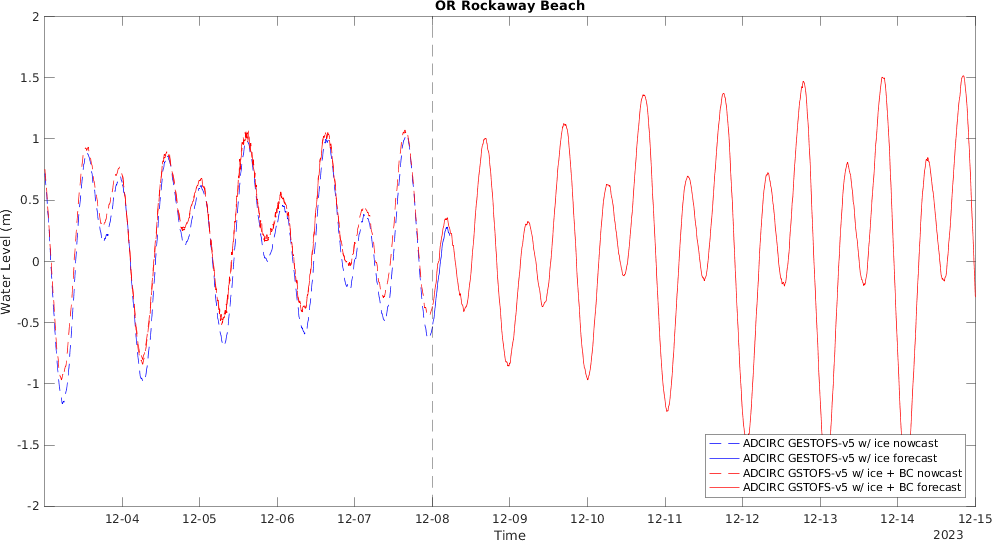 OR Rockaway Beach
2
1.5
1
0.5
0
-0.5
-1
-1.5
-2
Water Level (m)
ADCIRC GESTOFS-v5 w/ ice nowcast
ADCIRC GESTOFS-v5 w/ ice forecast
ADCIRC GSTOFS-v5 w/ ice + BC nowcast
ADCIRC GSTOFS-v5 w/ ice + BC forecast
12-04 12-05 12-06 12-07 12-08 12-09 12-10 12-11 12-12 12-13 12-14 12-15
Time
2023